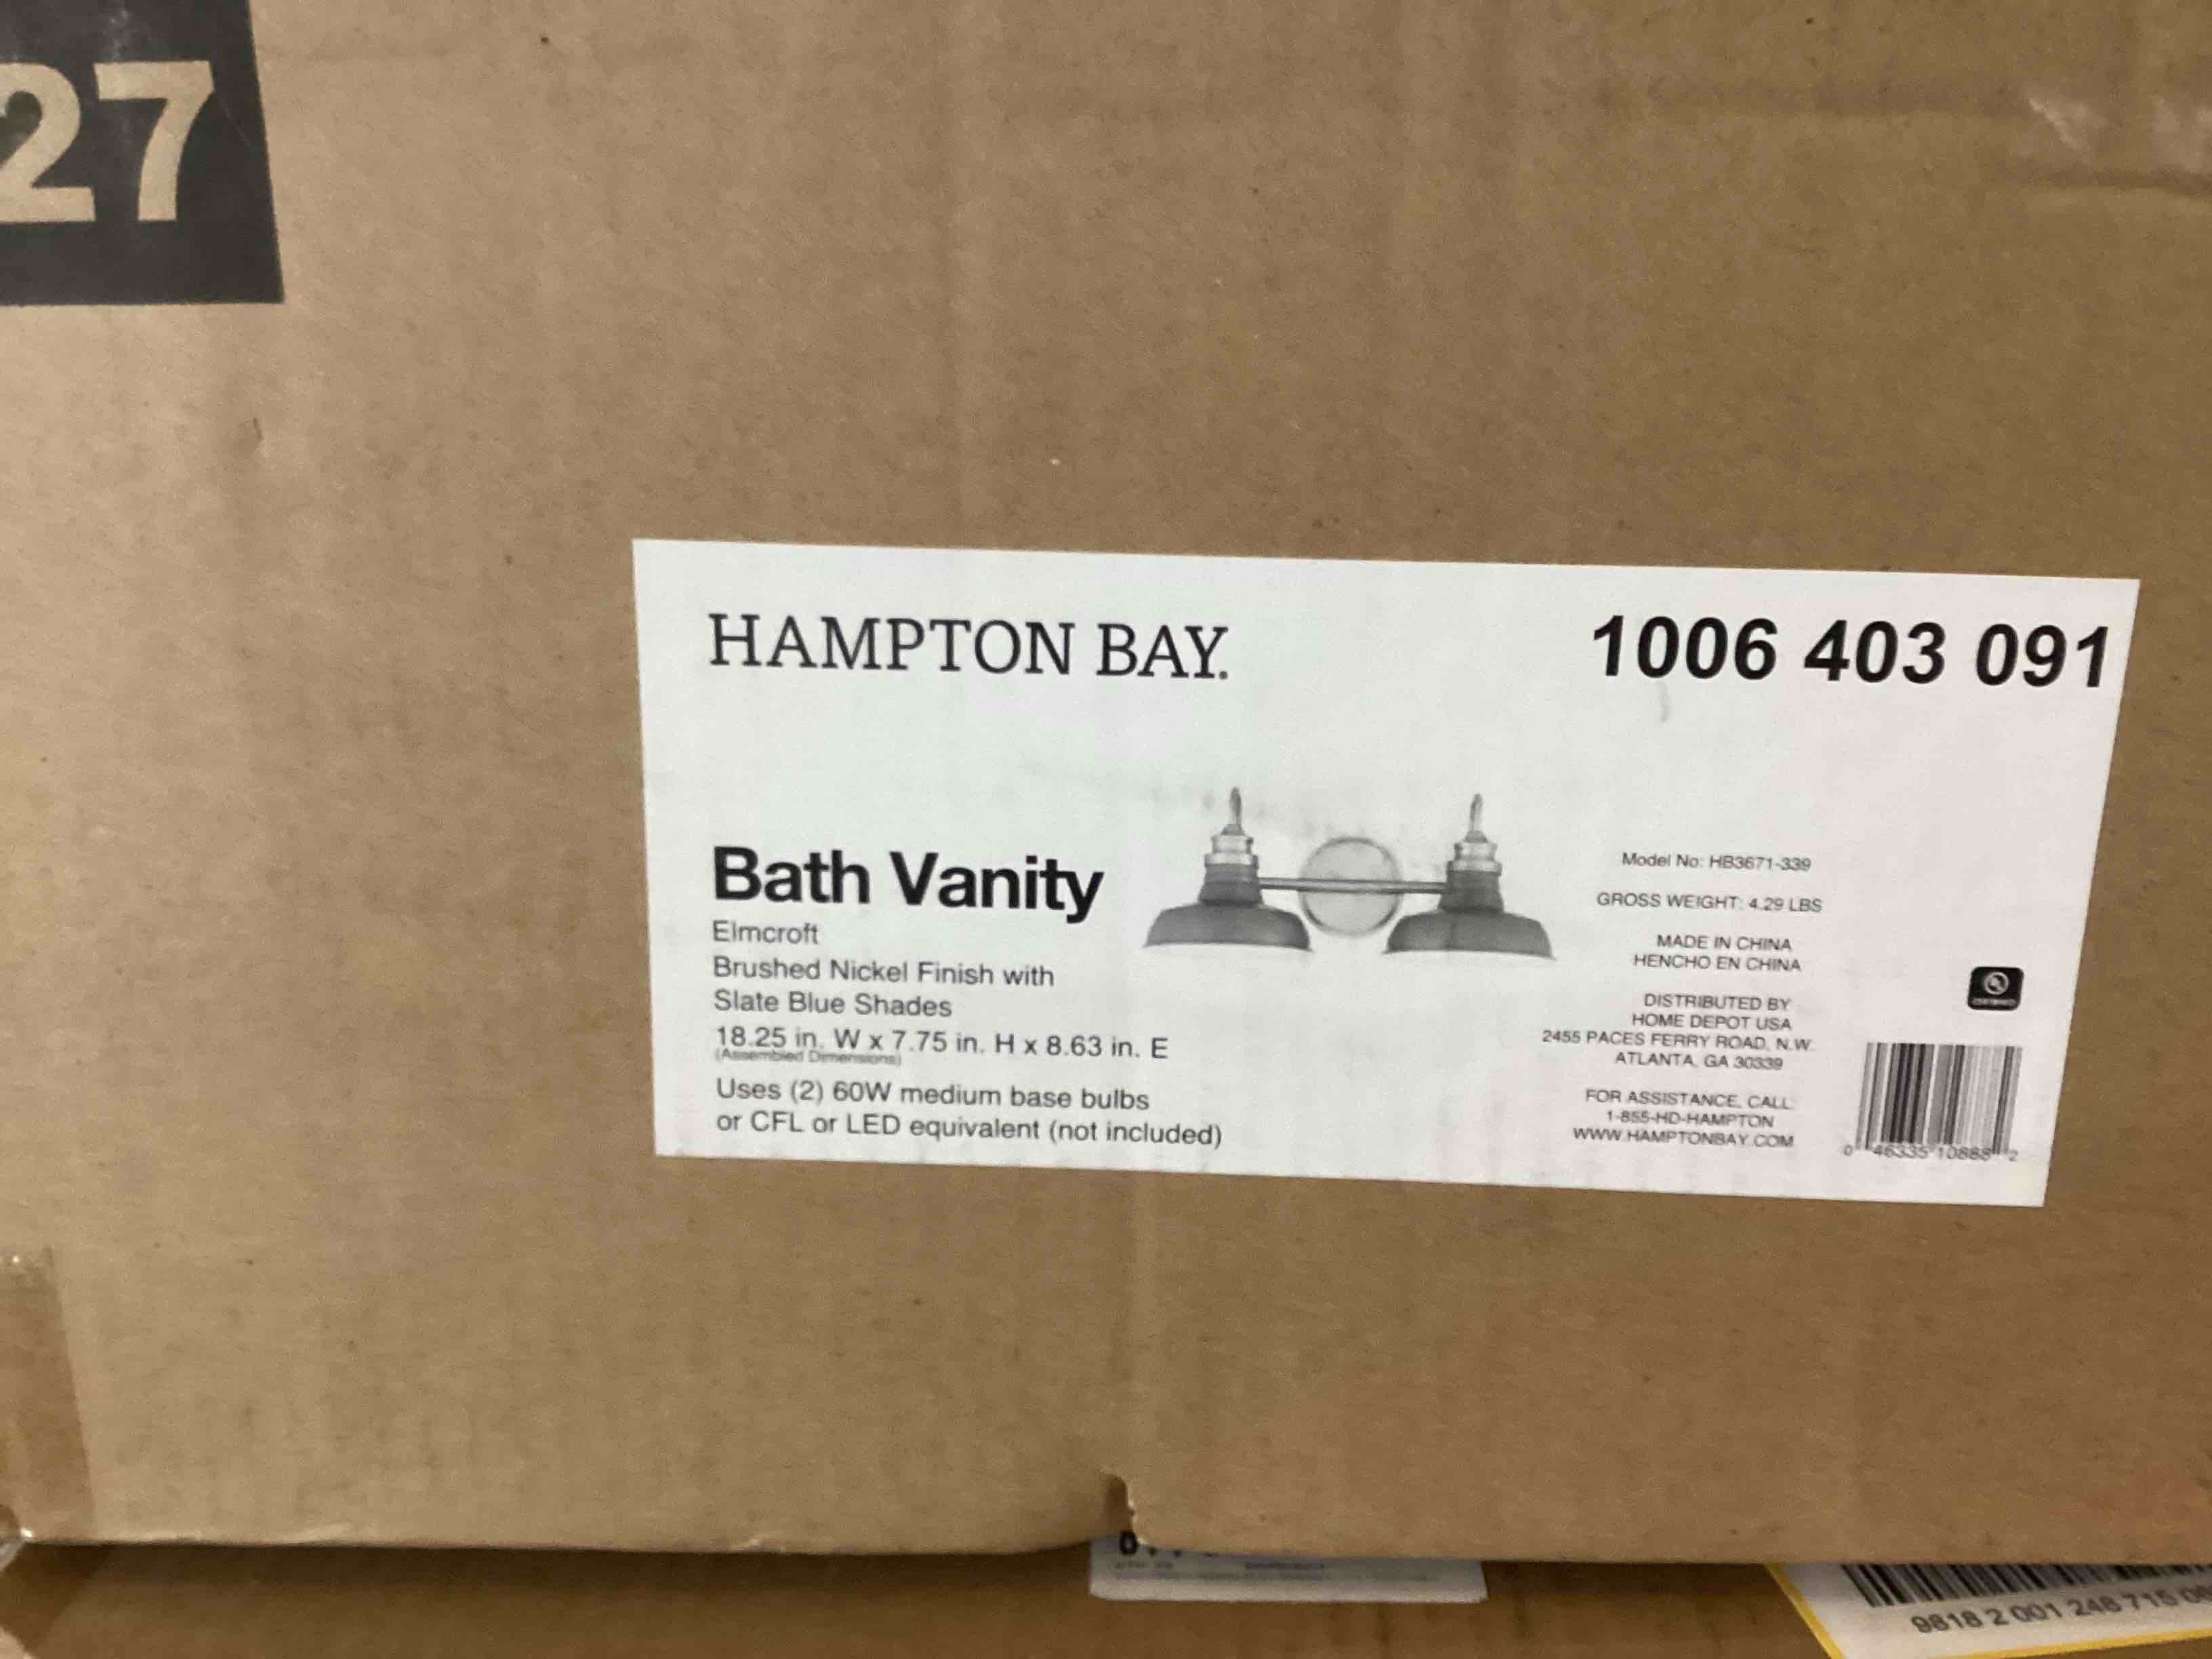 27
HAMPTON BAY.
1006 403 091
Bath Vanity
Elmcroft
Brushed Nickel Finish with
Slate Blue Shades
18.25 in. W x 7.75 in. H x 8.63 in. E
(Assembled Dimensions)
Uses (2) 60W medium base bulbs
or CFL or LED equivalent (not included)
Model No: HB3671-339
GROSS WEIGHT: 4.29 LBS
MADE IN CHINA
HENCHO EN CHINA
DISTRIBUTED BY
HOME DEPOT USA
2455 PACES FERRY ROAD, N.W.
ATLANTA, GA 30339
FOR ASSISTANCE, CALL:
1-855-HD-HAMPTON
WWW.HAMPTONBAY.COM
0 46335 10888 2
9818 2 001 248 715